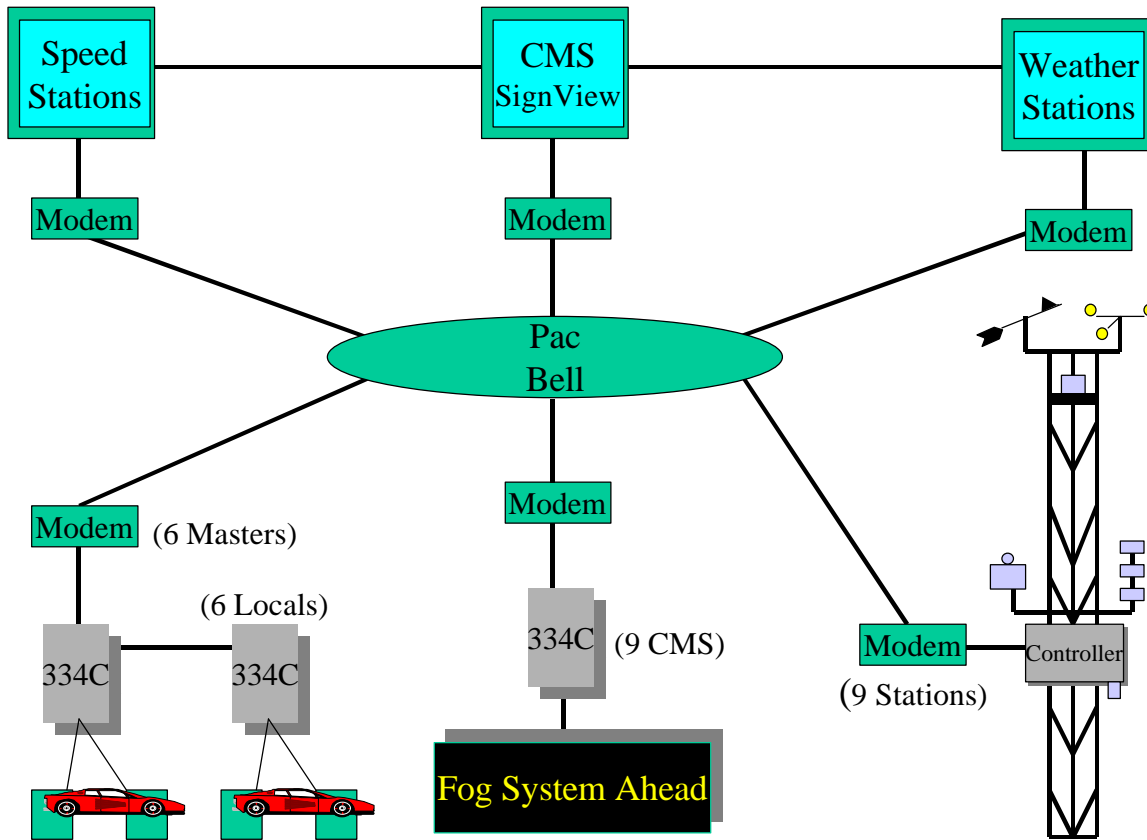 Speed
Stations
CMS
SignView
Weather
Stations
Modem
Modem
Modem
Pac
Bell
Modem
(6 Masters)
Modem
(6 Locals)
334C
334C
334C
(9 CMS)
Modem
(9 Stations)
Controller
Fog System Ahead